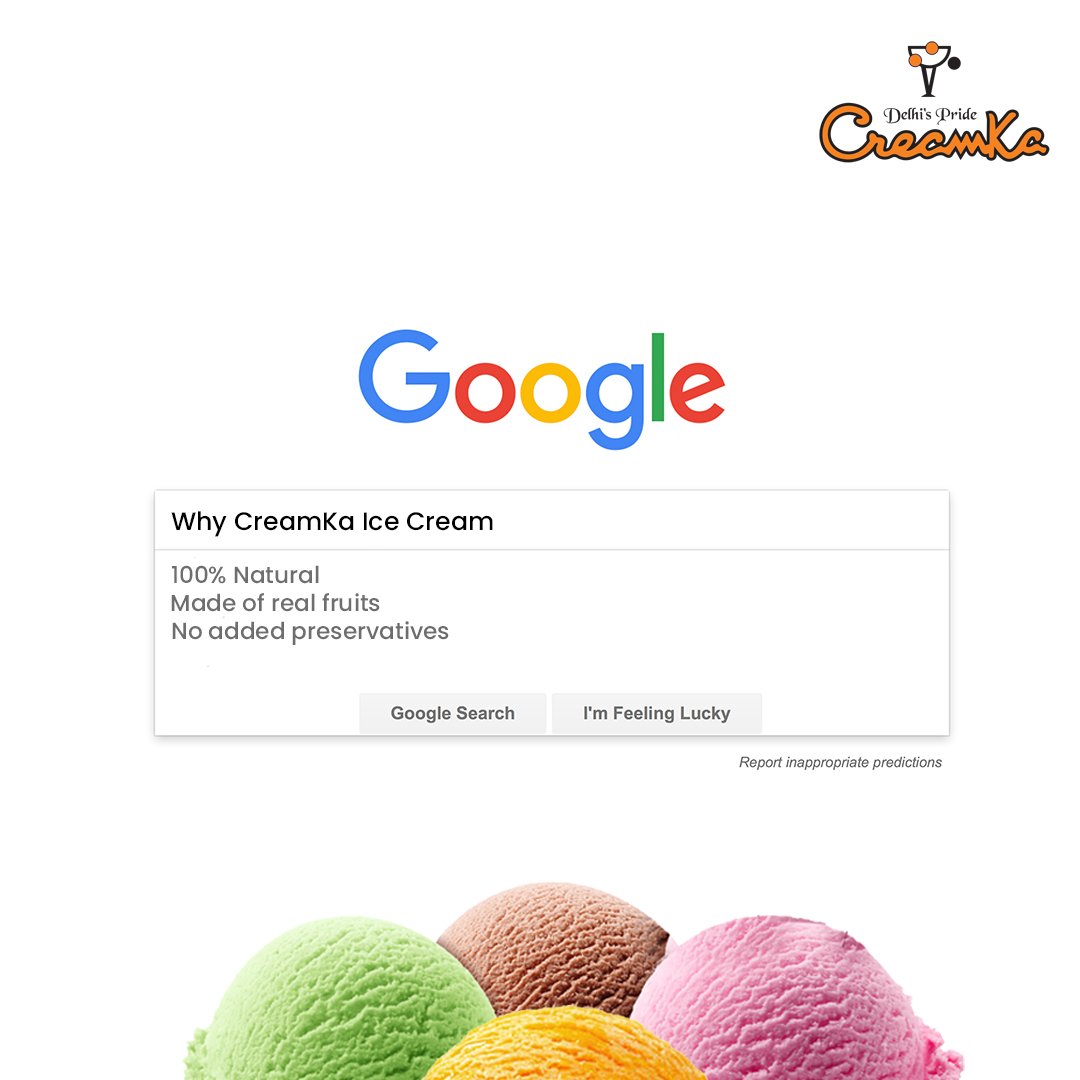 Delhi's Pride
CreamKa
Google
Why CreamKa Ice Cream
100% Natural
Made of real fruits
No added preservatives
Google Search
I'm Feeling Lucky
Report inappropriate predictions